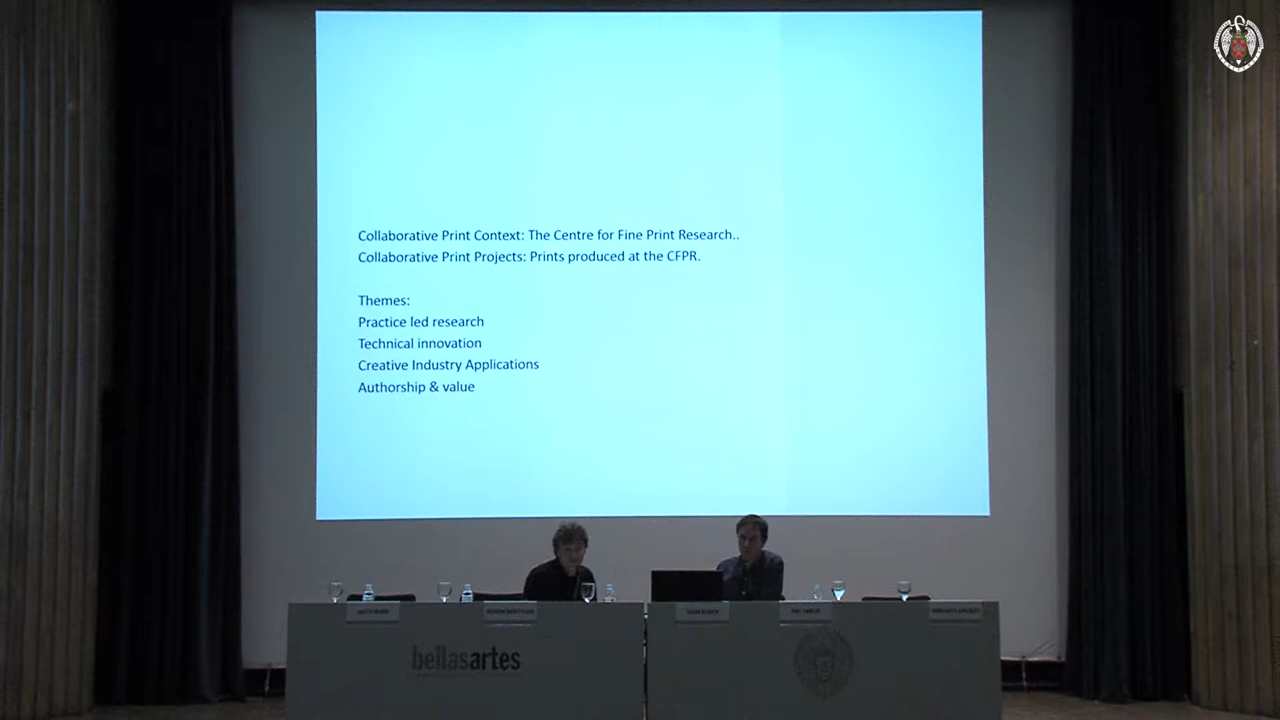 Collaborative Print Context: The Centre for Fine Print Research..
Collaborative Print Projects: Prints produced at the CFPR.
Themes:
Practice led research
Technical innovation
Creative Industry Applications
Authorship & value
bellasartes